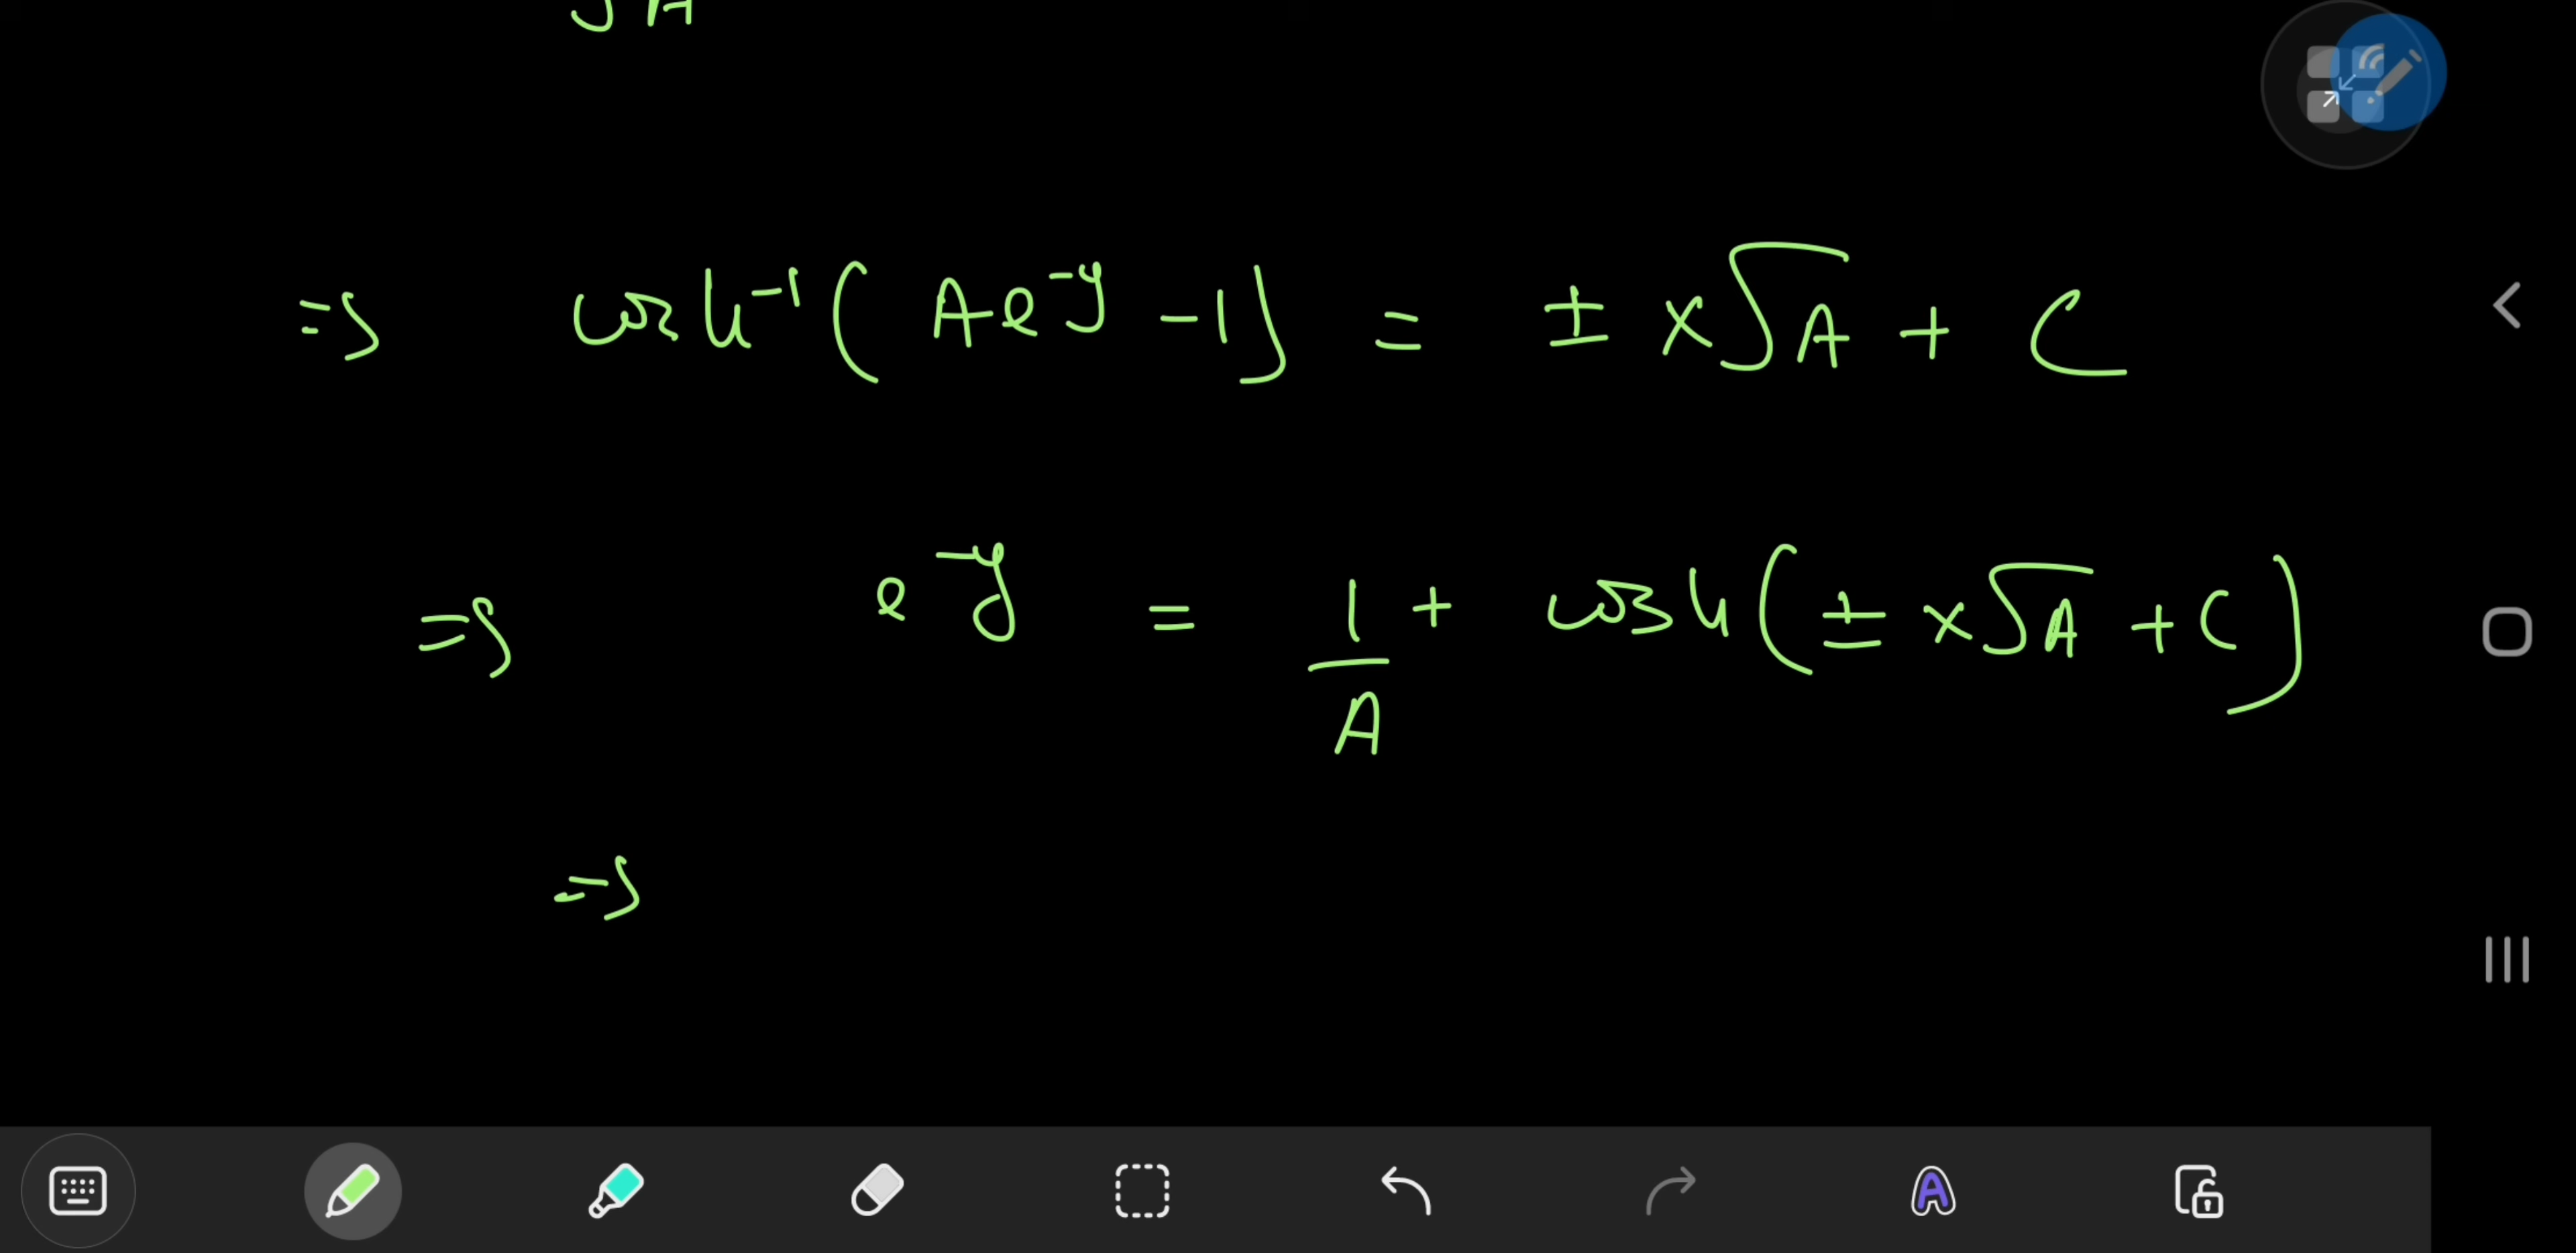 √A
⇒ cosh⁻¹(Ae⁻ʸ - 1) = ± x√A + C
⇒ e⁻ʸ = 1/A + cosh(± x√A + C)
⇒
A